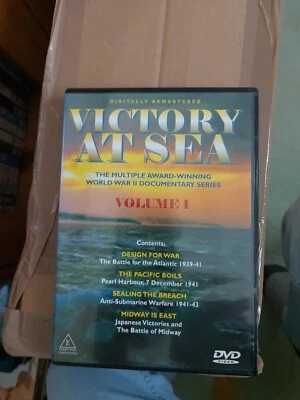 DIGITALLY REMASTERED
VICTORY
AT SEA
THE MULTIPLE AWARD-WINNING
WORLD WAR II DOCUMENTARY SERIES
VOLUME 1
Contents:
DESIGN FOR WAR
The Battle for the Atlantic 1939-41
THE PACIFIC BOILS
Pearl Harbour, 7 December 1941
SEALING THE BREACH
Anti-Submarine Warfare 1941-43
MIDWAY IS EAST
Japanese Victories and
The Battle of Midway
E
DVD
VIDEO